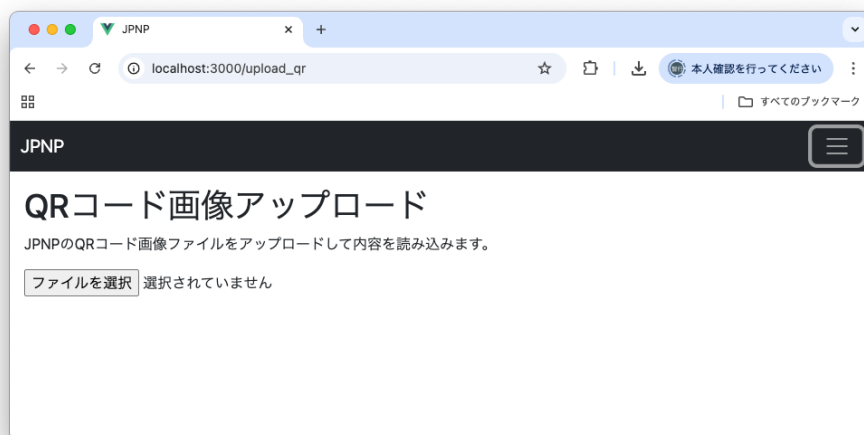 JPNP
localhost:3000/upload_qr
本人確認を行ってください
すべてのブックマーク
JPNP
QRコード画像アップロード
JPNPのQRコード画像ファイルをアップロードして内容を読み込みます。
ファイルを選択 選択されていません